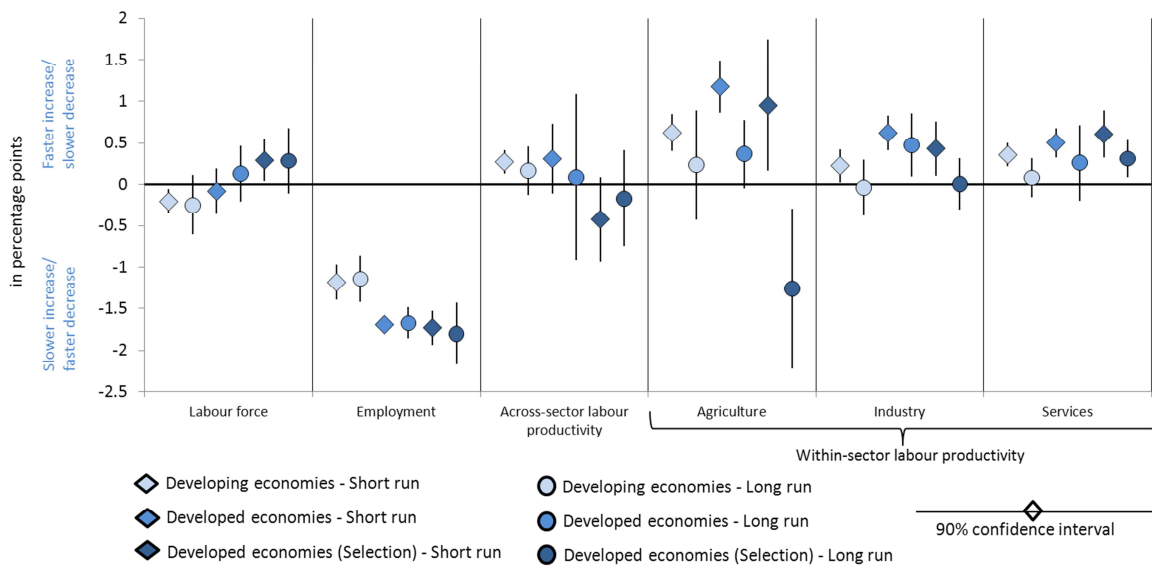 2
1.5
1
0.5
0
-0.5
-1
-1.5
-2
-2.5
in percentage points
Faster increase/
slower decrease
Slower increase/
faster decrease
Labour force
Employment
Across-sector labour
productivity
Agriculture
Industry
Services
Within-sector labour productivity
Developing economies - Short run
Developed economies - Short run
Developed economies (Selection) - Short run
Developing economies - Long run
Developed economies - Long run
Developed economies (Selection) - Long run
90% confidence interval